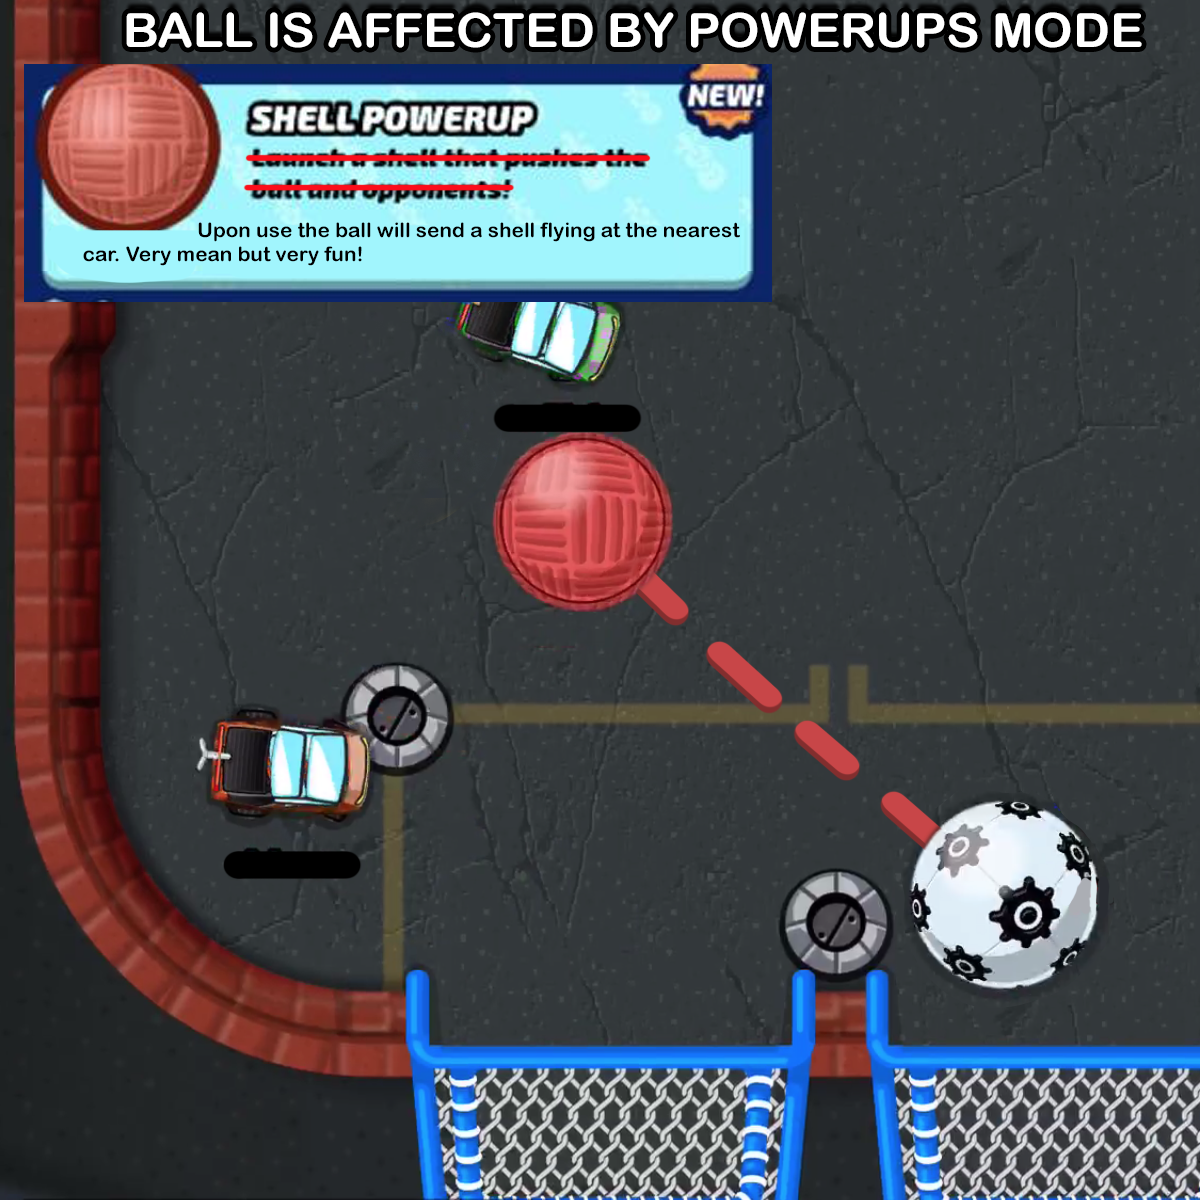 BALL IS AFFECTED BY POWERUPS MODE
NEW!
SHELL POWERUP
Launch a shell that pushes the
ball and opponents!
Upon use the ball will send a shell flying at the nearest
car. Very mean but very fun!